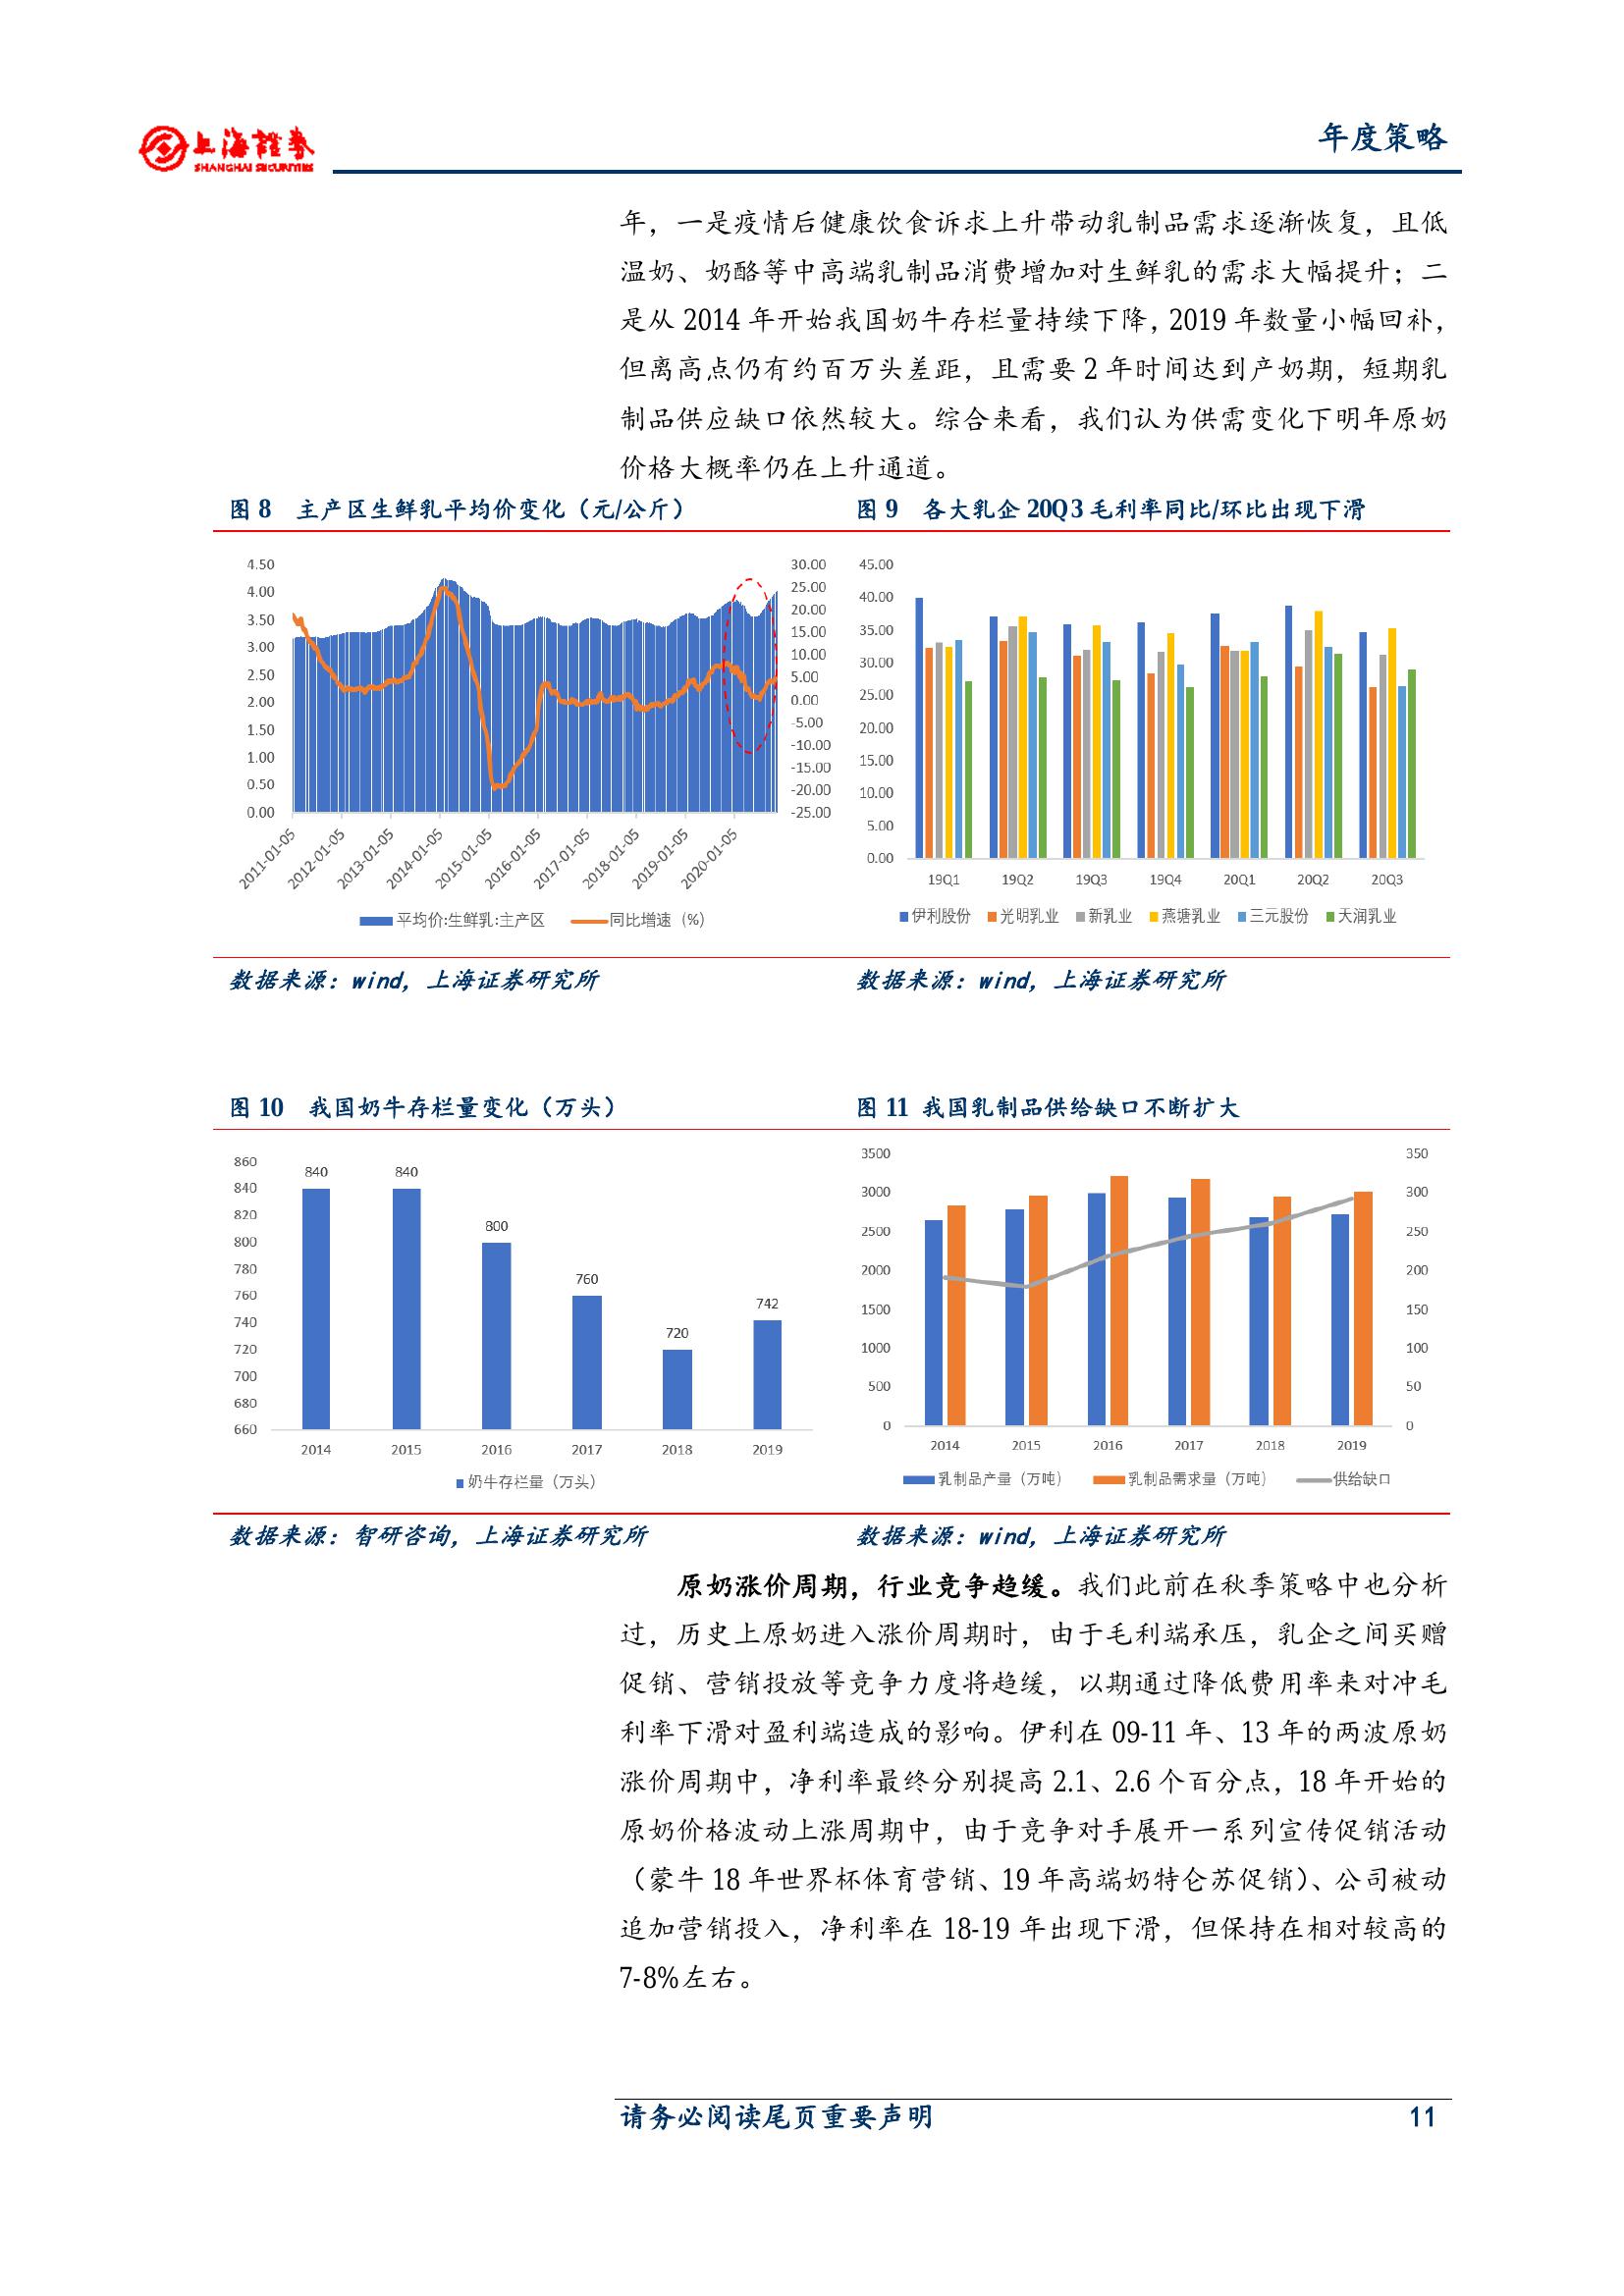 上海證券
SHANGHAI SECURITIES
年度策略
年，一是疫情后健康饮食诉求上升带动乳制品需求逐渐恢复，且低
温奶、奶酪等中高端乳制品消费增加对生鲜乳的需求大幅提升；二
是从 2014 年开始我国奶牛存栏量持续下降，2019 年数量小幅回补，
但离高点仍有约百万头差距，且需要 2 年时间达到产奶期，短期乳
制品供应缺口依然较大。综合来看，我们认为供需变化下明年原奶
价格大概率仍在上升通道。
图 8 主产区生鲜乳平均价变化（元/公斤）
4.50
4.00
3.50
3.00
2.50
2.00
1.50
1.00
0.50
0.00
30.00
25.00
20.00
15.00
10.00
5.00
0.00
-5.00
-10.00
-15.00
-20.00
-25.00
2011-01-05
2012-01-05
2013-01-05
2014-01-05
2015-01-05
2016-01-05
2017-01-05
2018-01-05
2019-01-05
2020-01-05
平均价:生鲜乳:主产区 同比增速（%）
数据来源：wind，上海证券研究所
图 9 各大乳企 20Q3 毛利率同比/环比出现下滑
45.00
40.00
35.00
30.00
25.00
20.00
15.00
10.00
5.00
0.00
19Q1 19Q2 19Q3 19Q4 20Q1 20Q2 20Q3
伊利股份 光明乳业 新乳业 燕塘乳业 三元股份 天润乳业
数据来源：wind，上海证券研究所
图 10 我国奶牛存栏量变化（万头）
860
840
820
800
780
760
740
720
700
680
660
840 840 800 760 720 742
2014 2015 2016 2017 2018 2019
奶牛存栏量（万头）
数据来源：智研咨询，上海证券研究所
图 11 我国乳制品供给缺口不断扩大
3500
3000
2500
2000
1500
1000
500
0
350
300
250
200
150
100
50
0
2014 2015 2016 2017 2018 2019
乳制品产量（万吨） 乳制品需求量（万吨） 供给缺口
数据来源：wind，上海证券研究所
原奶涨价周期，行业竞争趋缓。我们此前在秋季策略中也分析
过，历史上原奶进入涨价周期时，由于毛利端承压，乳企之间买赠
促销、营销投放等竞争力度将趋缓，以期通过降低费用率来对冲毛
利率下滑对盈利端造成的影响。伊利在 09-11 年、13 年的两波原奶
涨价周期中，净利率最终分别提高 2.1、2.6 个百分点，18 年开始的
原奶价格波动上涨周期中，由于竞争对手展开一系列宣传促销活动
（蒙牛 18 年世界杯体育营销、19 年高端奶特仑苏促销）、公司被动
追加营销投入，净利率在 18-19 年出现下滑，但保持在相对较高的
7-8%左右。
请务必阅读尾页重要声明 11